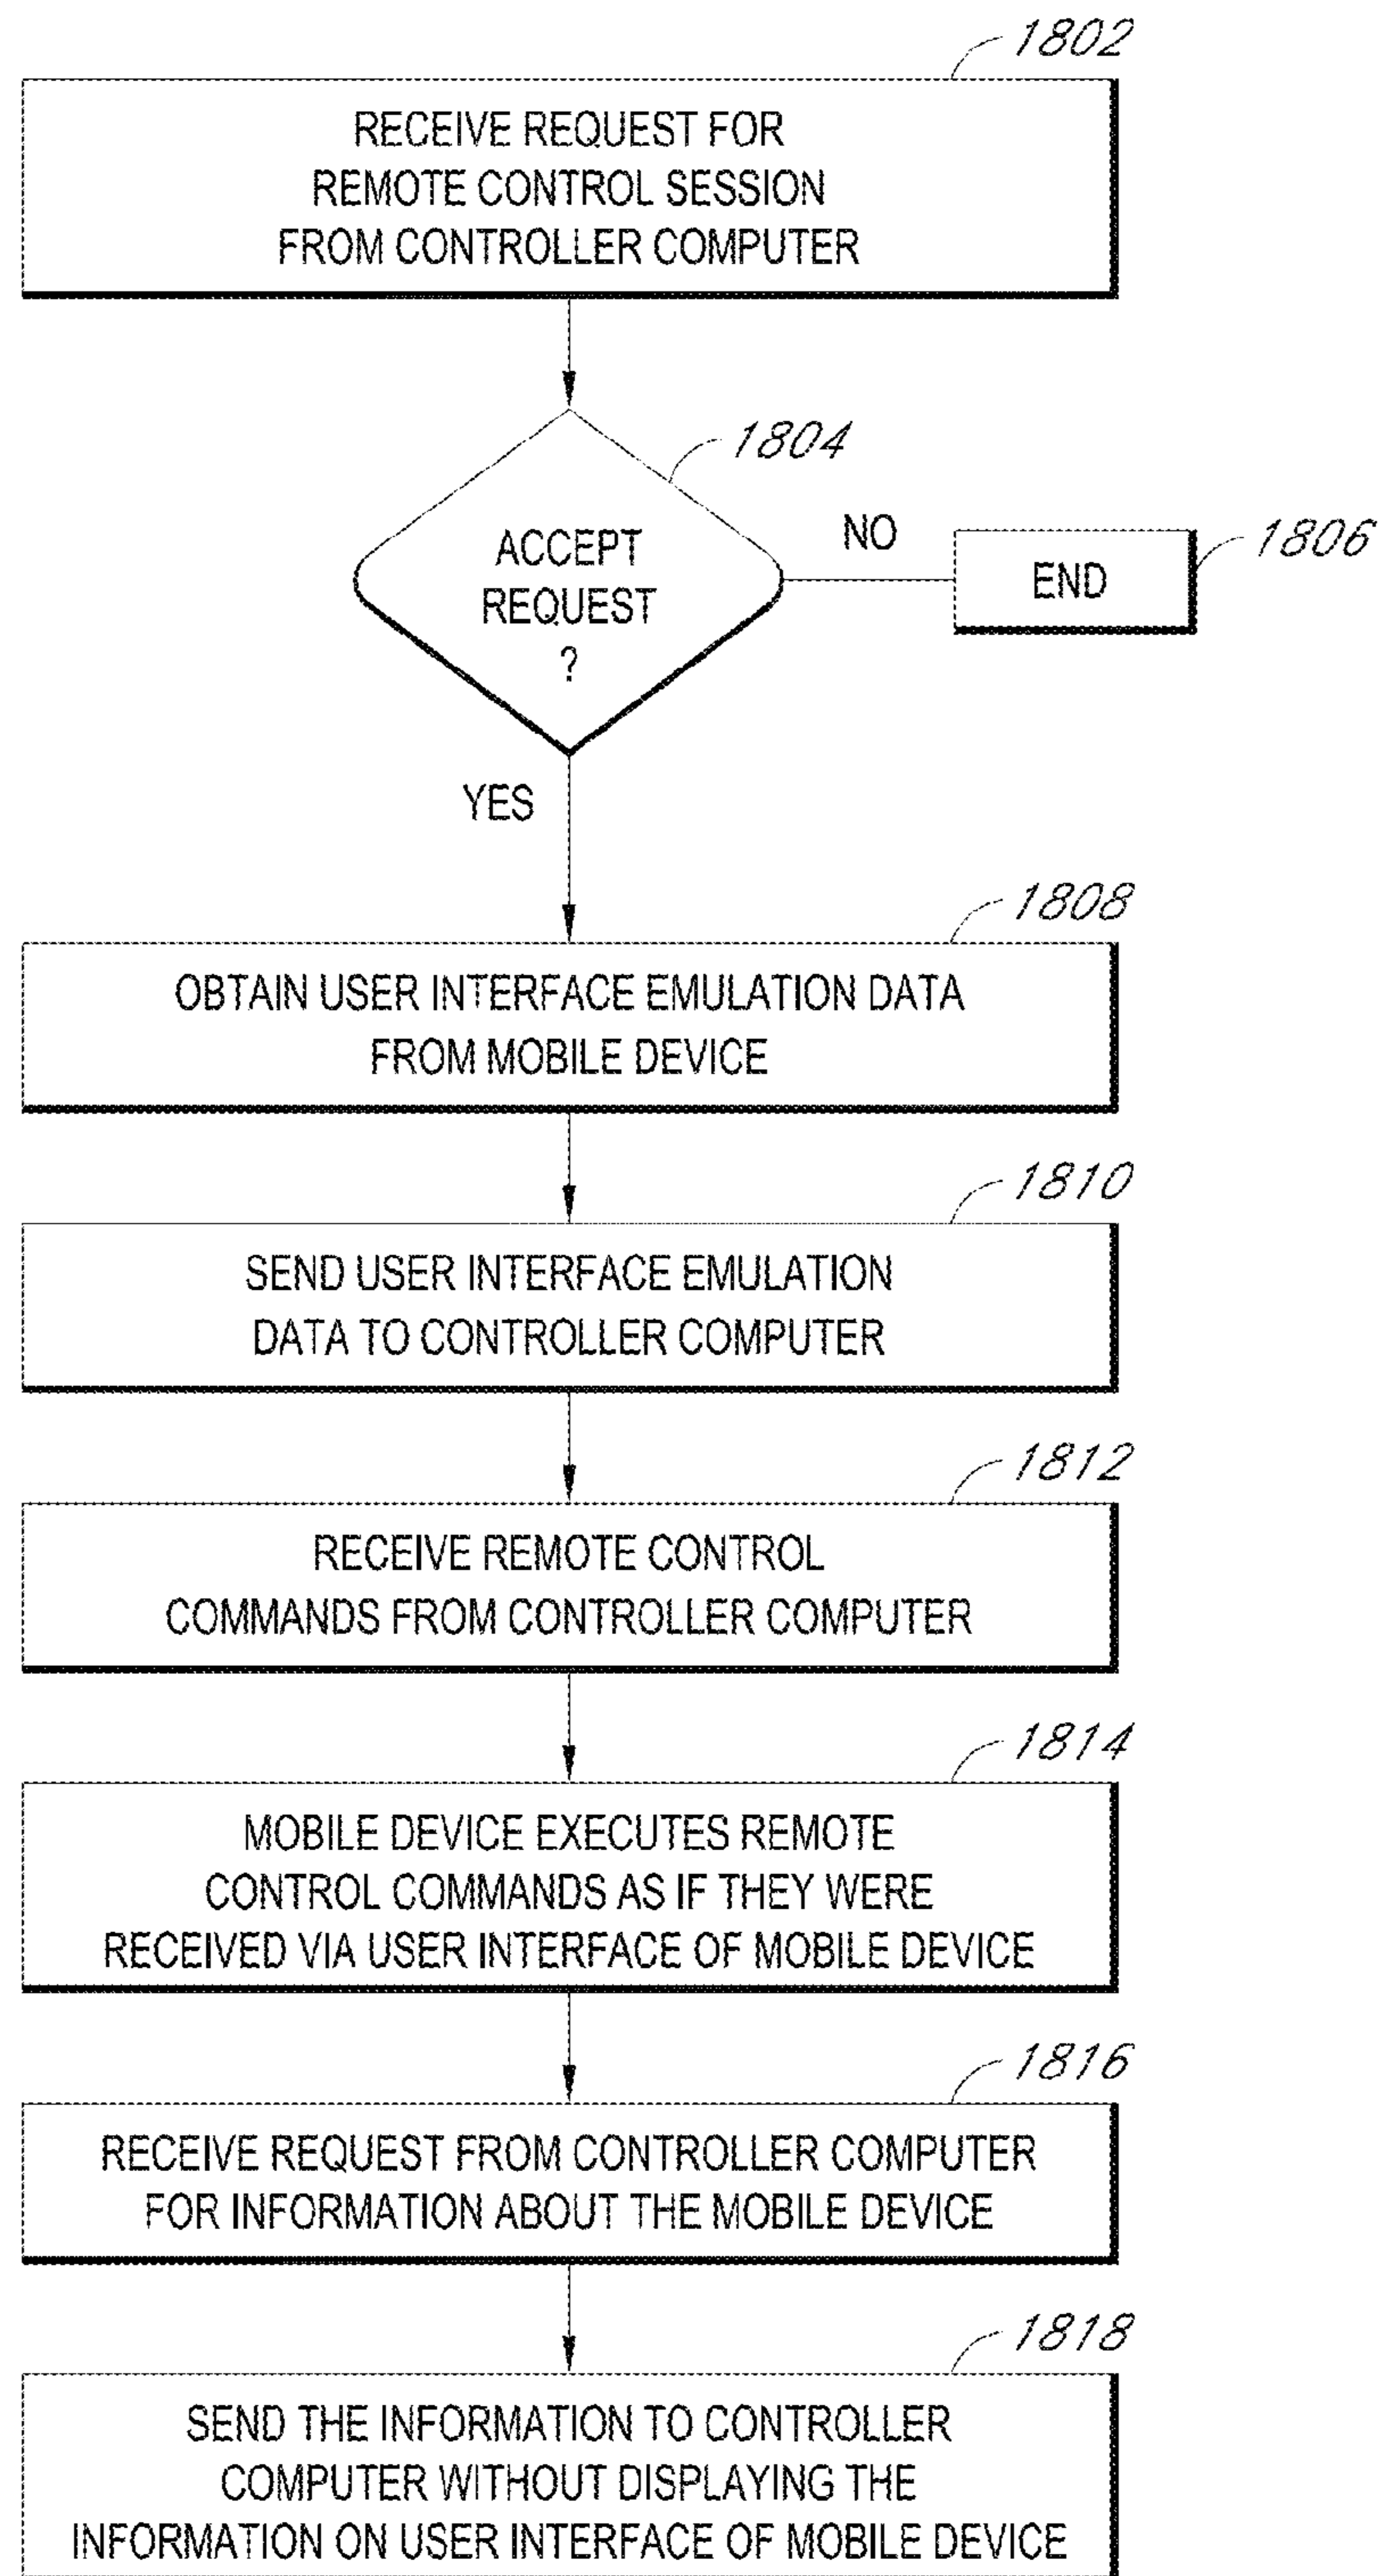 1802
RECEIVE REQUEST FOR
REMOTE CONTROL SESSION
FROM CONTROLLER COMPUTER
1804
ACCEPT
REQUEST
?
NO
END
1806
YES
1808
OBTAIN USER INTERFACE EMULATION DATA
FROM MOBILE DEVICE
1810
SEND USER INTERFACE EMULATION
DATA TO CONTROLLER COMPUTER
1812
RECEIVE REMOTE CONTROL
COMMANDS FROM CONTROLLER COMPUTER
1814
MOBILE DEVICE EXECUTES REMOTE
CONTROL COMMANDS AS IF THEY WERE
RECEIVED VIA USER INTERFACE OF MOBILE DEVICE
1816
RECEIVE REQUEST FROM CONTROLLER COMPUTER
FOR INFORMATION ABOUT THE MOBILE DEVICE
1818
SEND THE INFORMATION TO CONTROLLER
COMPUTER WITHOUT DISPLAYING THE
INFORMATION ON USER INTERFACE OF MOBILE DEVICE